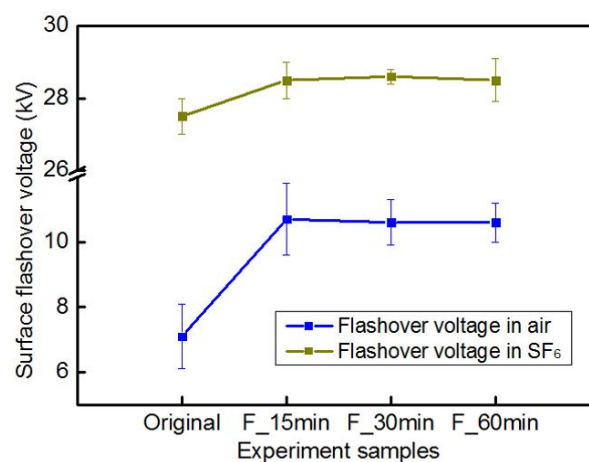 30
28
26
10
8
6
Surface flashover voltage (kV)
Flashover voltage in air
Flashover voltage in SF₆
Original F_15min F_30min F_60min
Experiment samples